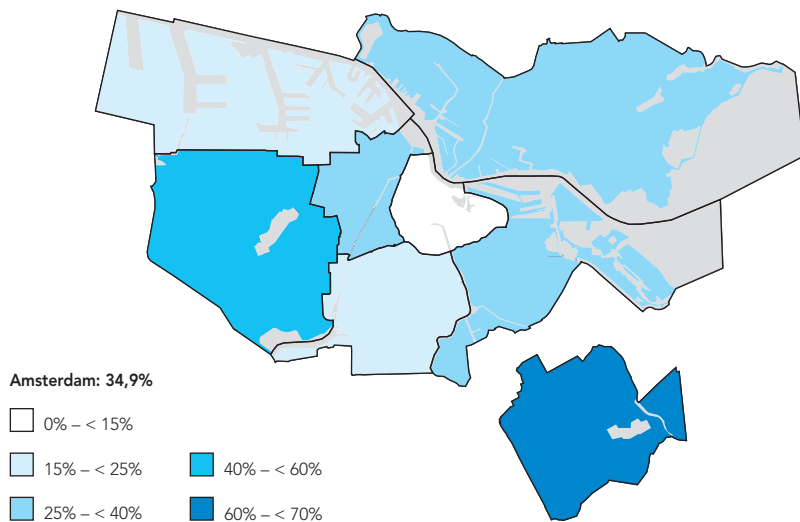 Amsterdam: 34,9%
0% – < 15%
15% – < 25%
25% – < 40%
40% – < 60%
60% – < 70%